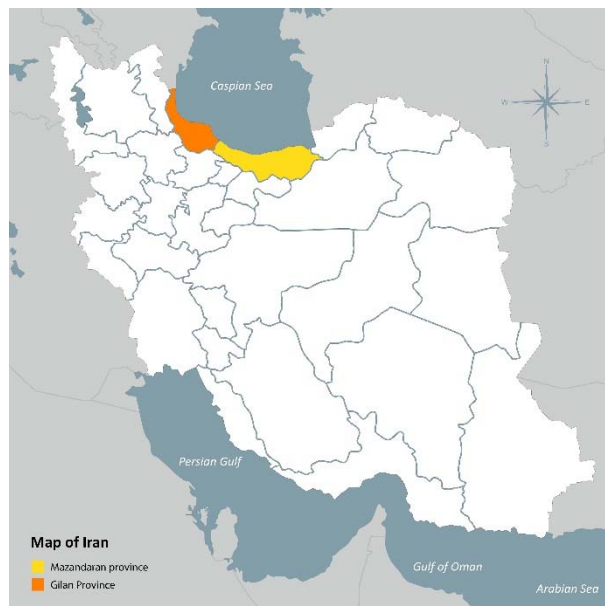 Caspian Sea
N
W
E
S
Persian Gulf
Map of Iran
Mazandaran province
Gilan Province
Gulf of Oman
Arabian Sea